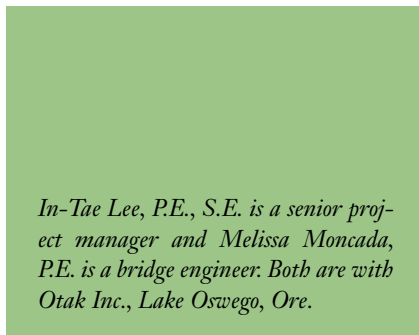 In-Tae Lee, P.E., S.E. is a senior proj-
ect manager and Melissa Moncada,
P.E. is a bridge engineer. Both are with
Otak Inc., Lake Oswego, Ore.